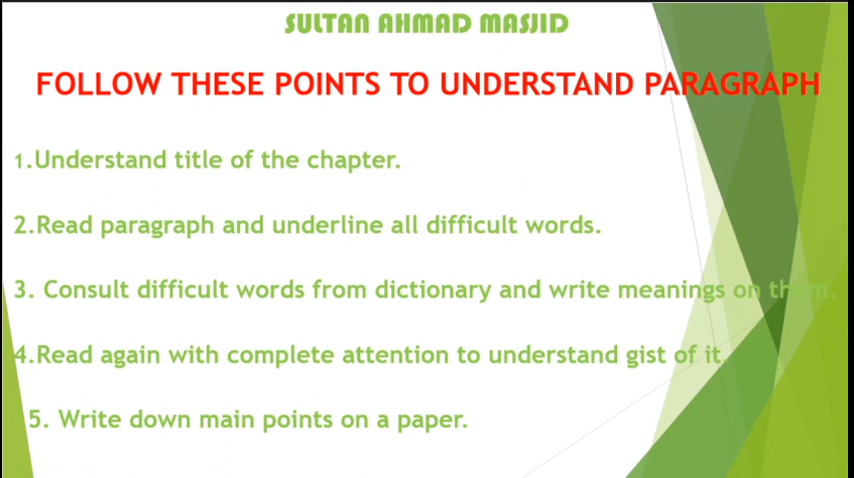 SULTAN AHMAD MASJID
FOLLOW THESE POINTS TO UNDERSTAND PARAGRAPH
1.Understand title of the chapter.
2.Read paragraph and underline all difficult words.
3. Consult difficult words from dictionary and write meanings on them.
4.Read again with complete attention to understand gist of it.
5. Write down main points on a paper.